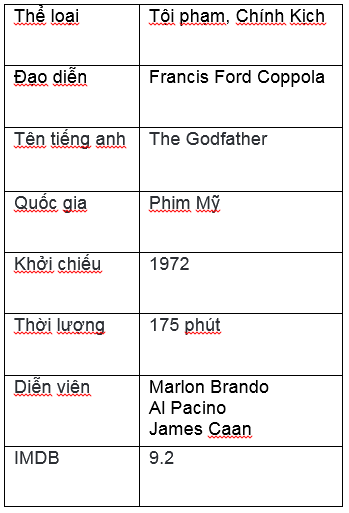 Thể loại Tội phạm, Chính Kịch
Đạo diễn Francis Ford Coppola
Tên tiếng anh The Godfather
Quốc gia Phim Mỹ
Khởi chiếu 1972
Thời lượng 175 phút
Diễn viên Marlon Brando
Al Pacino
James Caan
IMDB 9.2